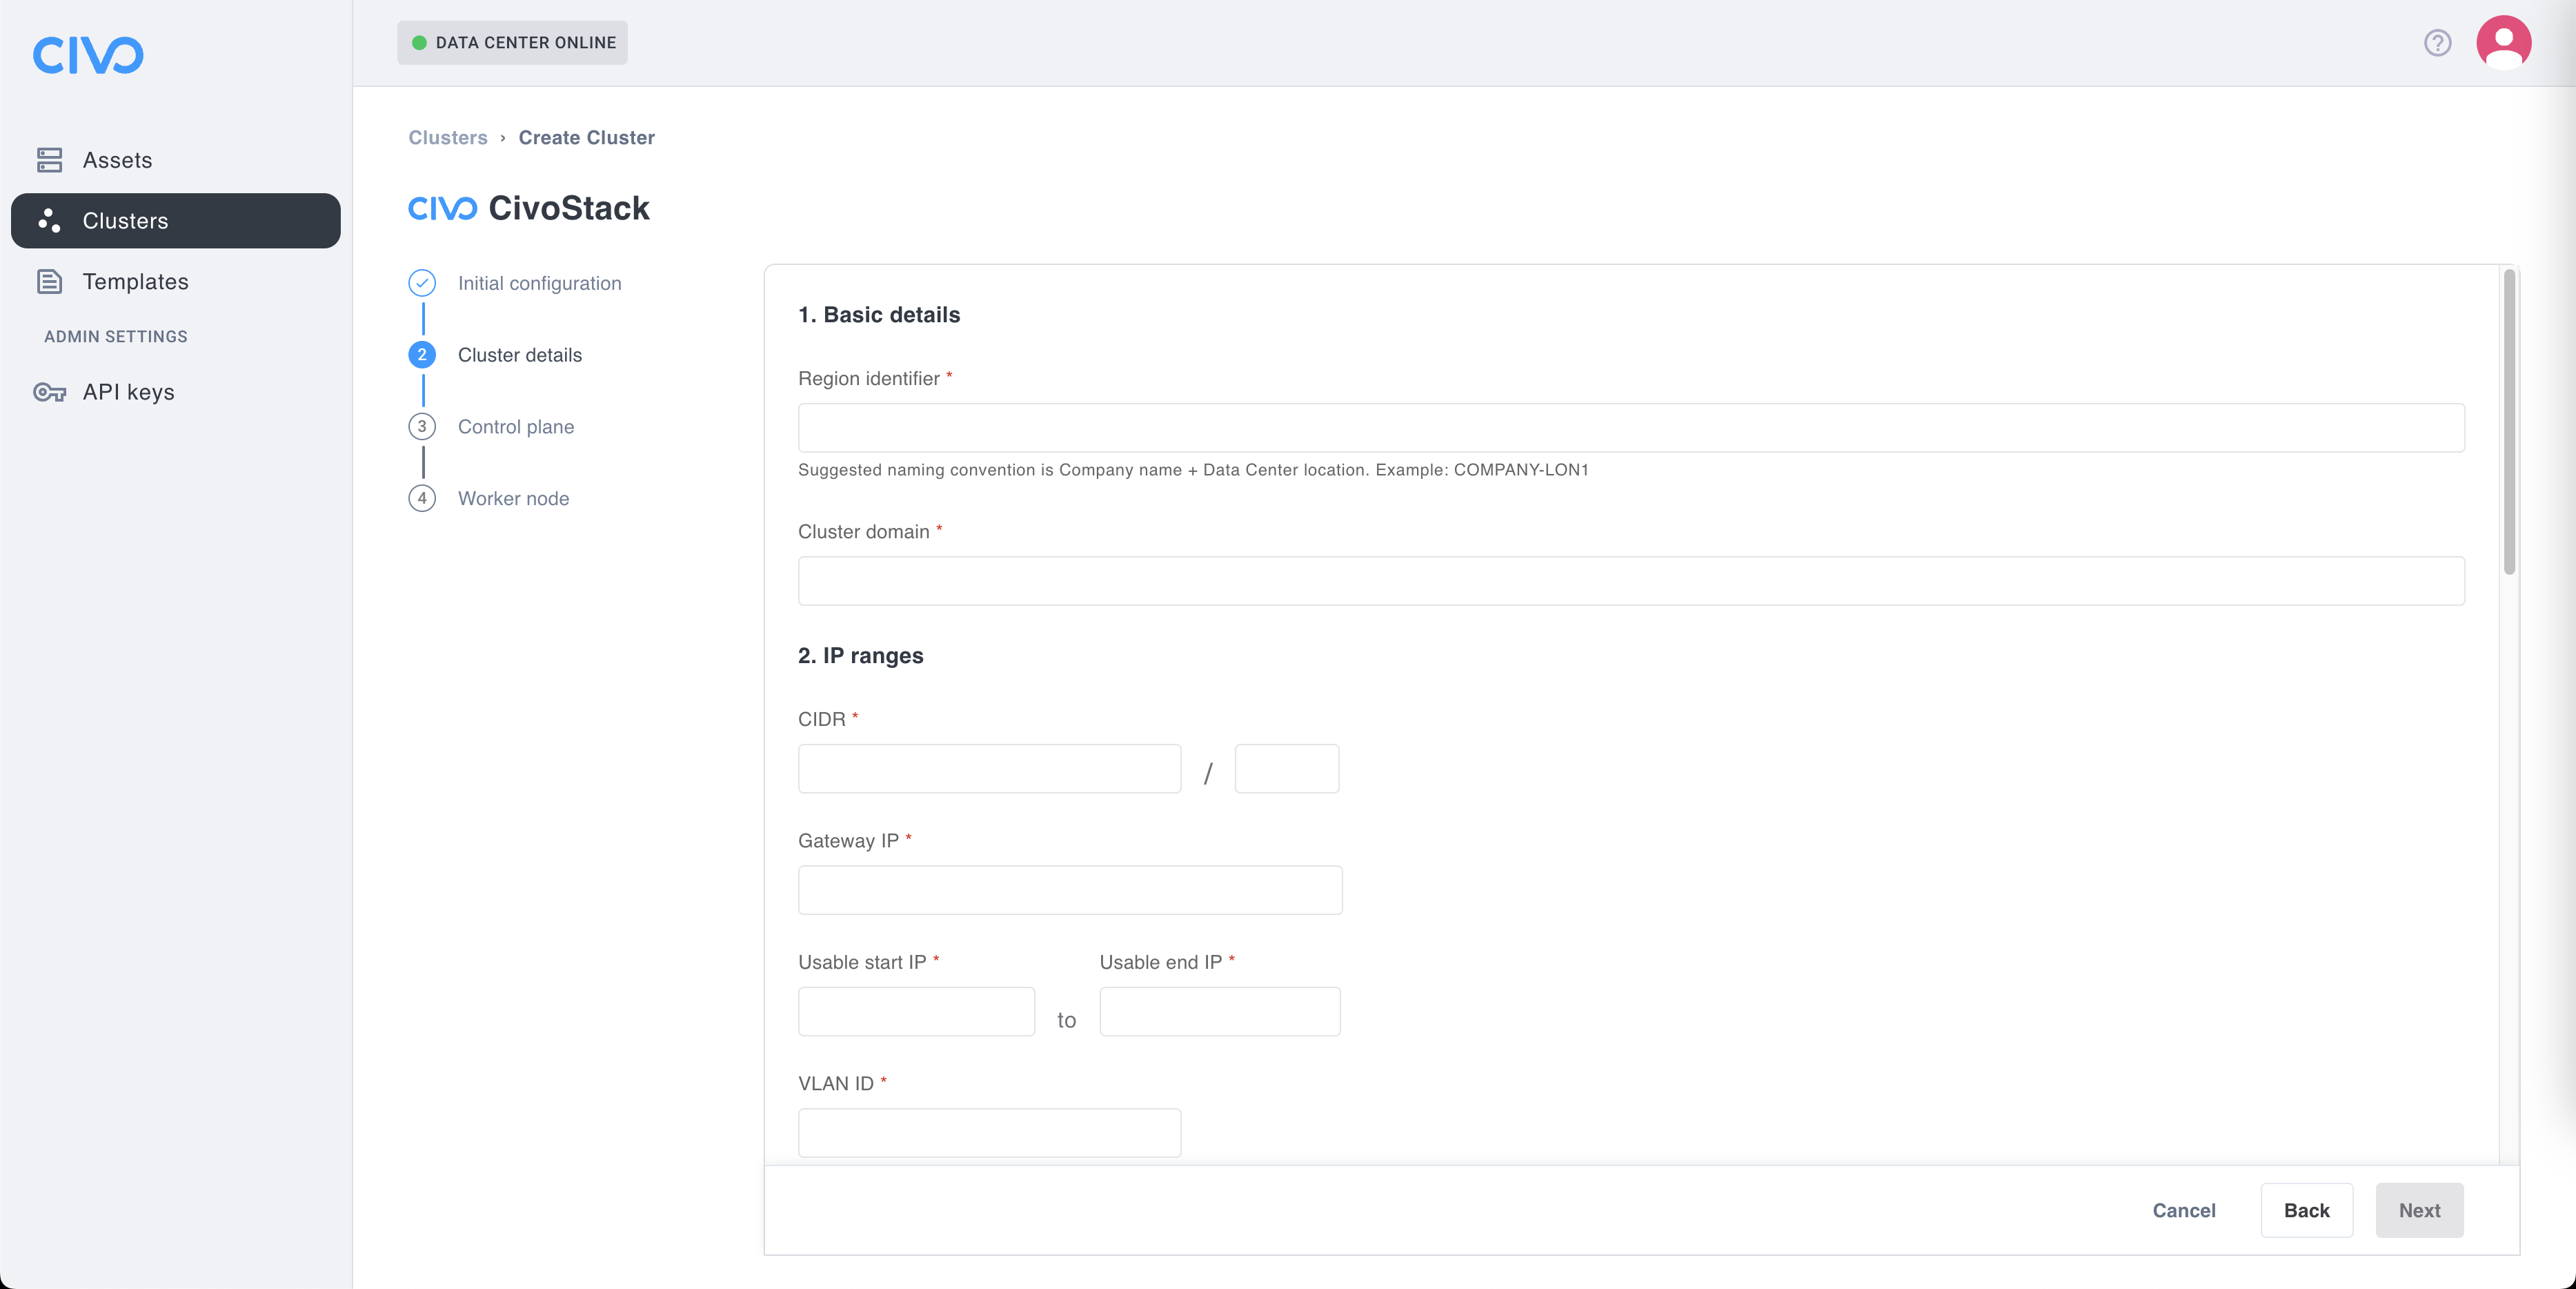 CIVO
DATA CENTER ONLINE
?
Assets
Clusters
Templates
ADMIN SETTINGS
API keys
Clusters › Create Cluster
CIVO CivoStack
Initial configuration
2 Cluster details
3 Control plane
4 Worker node
1. Basic details
Region identifier *
Suggested naming convention is Company name + Data Center location. Example: COMPANY-LON1
Cluster domain *
2. IP ranges
CIDR *
/
Gateway IP *
Usable start IP * Usable end IP *
to
VLAN ID *
Cancel Back Next